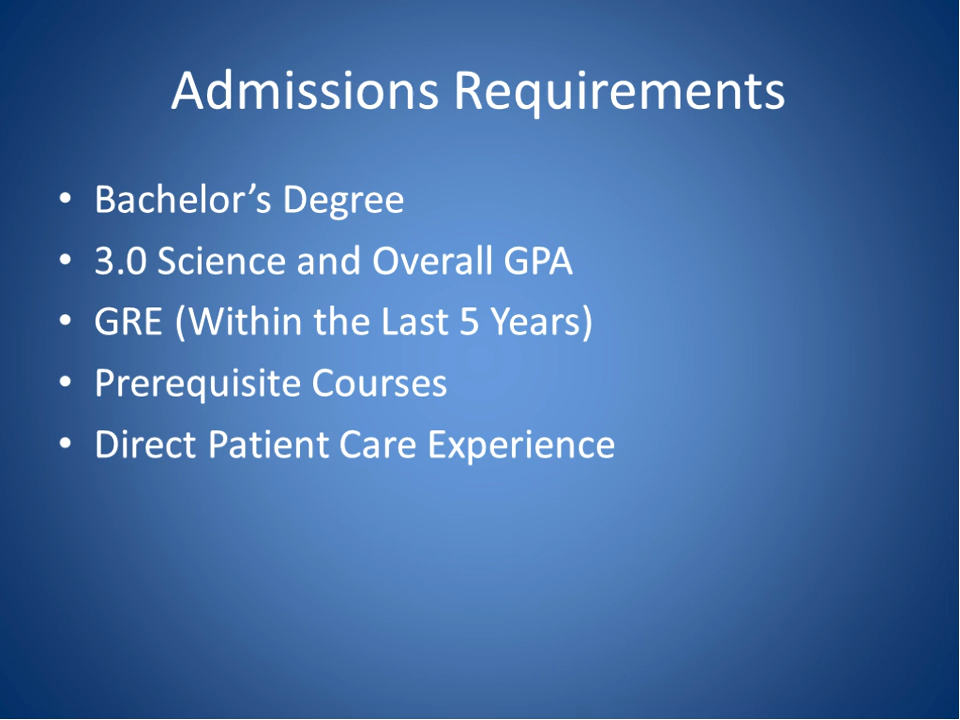 Admissions Requirements
• Bachelor’s Degree
• 3.0 Science and Overall GPA
• GRE (Within the Last 5 Years)
• Prerequisite Courses
• Direct Patient Care Experience